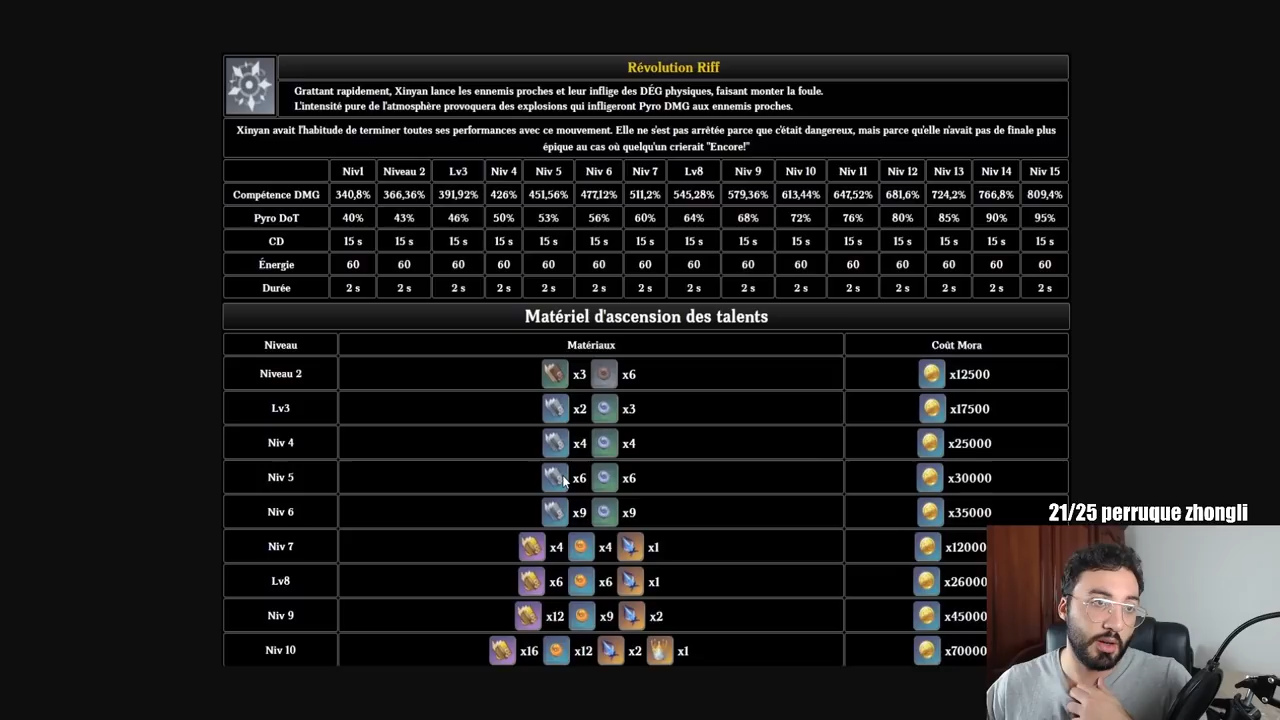 Révolution Riff
Grattant rapidement, Xinyan lance les ennemis proches et leur inflige des DÉG physiques, faisant monter la foule.
L'intensité pure de l'atmosphère provoquera des explosions qui infligeront Pyro DMG aux ennemis proches.
Xinyan avait l'habitude de terminer toutes ses performances avec ce mouvement. Elle ne s'est pas arrêtée parce que c'était dangereux, mais parce qu'elle n'avait pas de finale plus
épique au cas où quelqu'un crierait "Encore!"
Niv1 Niveau 2 Lv3 Niv 4 Niv 5 Niv 6 Niv 7 Lv8 Niv 9 Niv 10 Niv 11 Niv 12 Niv 13 Niv 14 Niv 15
Compétence DMG 340,8% 366,36% 391,92% 426% 451,56% 477,12% 511,2% 545,28% 579,36% 613,44% 647,52% 681,6% 724,2% 766,8% 809,4%
Pyro DoT 40% 43% 46% 50% 53% 56% 60% 64% 68% 72% 76% 80% 85% 90% 95%
CD 15 s 15 s 15 s 15 s 15 s 15 s 15 s 15 s 15 s 15 s 15 s 15 s 15 s 15 s 15 s
Énergie 60 60 60 60 60 60 60 60 60 60 60 60 60 60 60
Durée 2 s 2 s 2 s 2 s 2 s 2 s 2 s 2 s 2 s 2 s 2 s 2 s 2 s 2 s 2 s
Matériel d'ascension des talents
Niveau Matériaux Coût Mora
Niveau 2 x3 x6 x12500
Lv3 x2 x3 x17500
Niv 4 x4 x4 x25000
Niv 5 x6 x6 x30000
Niv 6 x9 x9 x35000
21/25 perruque zhongli
Niv 7 x4 x4 x1 x12000
Lv8 x6 x6 x1 x26000
Niv 9 x12 x9 x2 x45000
Niv 10 x16 x12 x2 x1 x70000